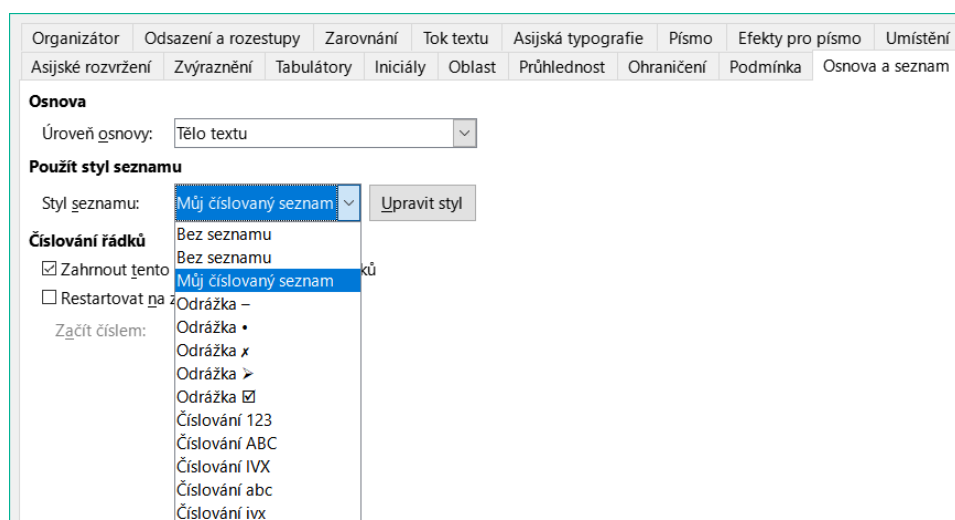 Organizátor Odsazení a rozestupy Zarovnání Tok textu Asijská typografie Písmo Efekty pro písmo Umístění
Asijské rozvržení Zvýraznění Tabulátory Iniciály Oblast Průhlednost Ohraničení Podmínka Osnova a seznam
Osnova
Úroveň osnovy: Tělo textu
Použít styl seznamu
Styl seznamu: Můj číslovaný seznam Upravit styl
Bez seznamu
Číslování řádků
Bez seznamu
Zahrnout tento
Můj číslovaný seznam
Restartovat na
Odrážka –
Odrážka •
Začít číslem:
Odrážka ✗
Odrážka ➢
Odrážka ☑
Číslování 123
Číslování ABC
Číslování IVX
Číslování abc
Číslování ivx